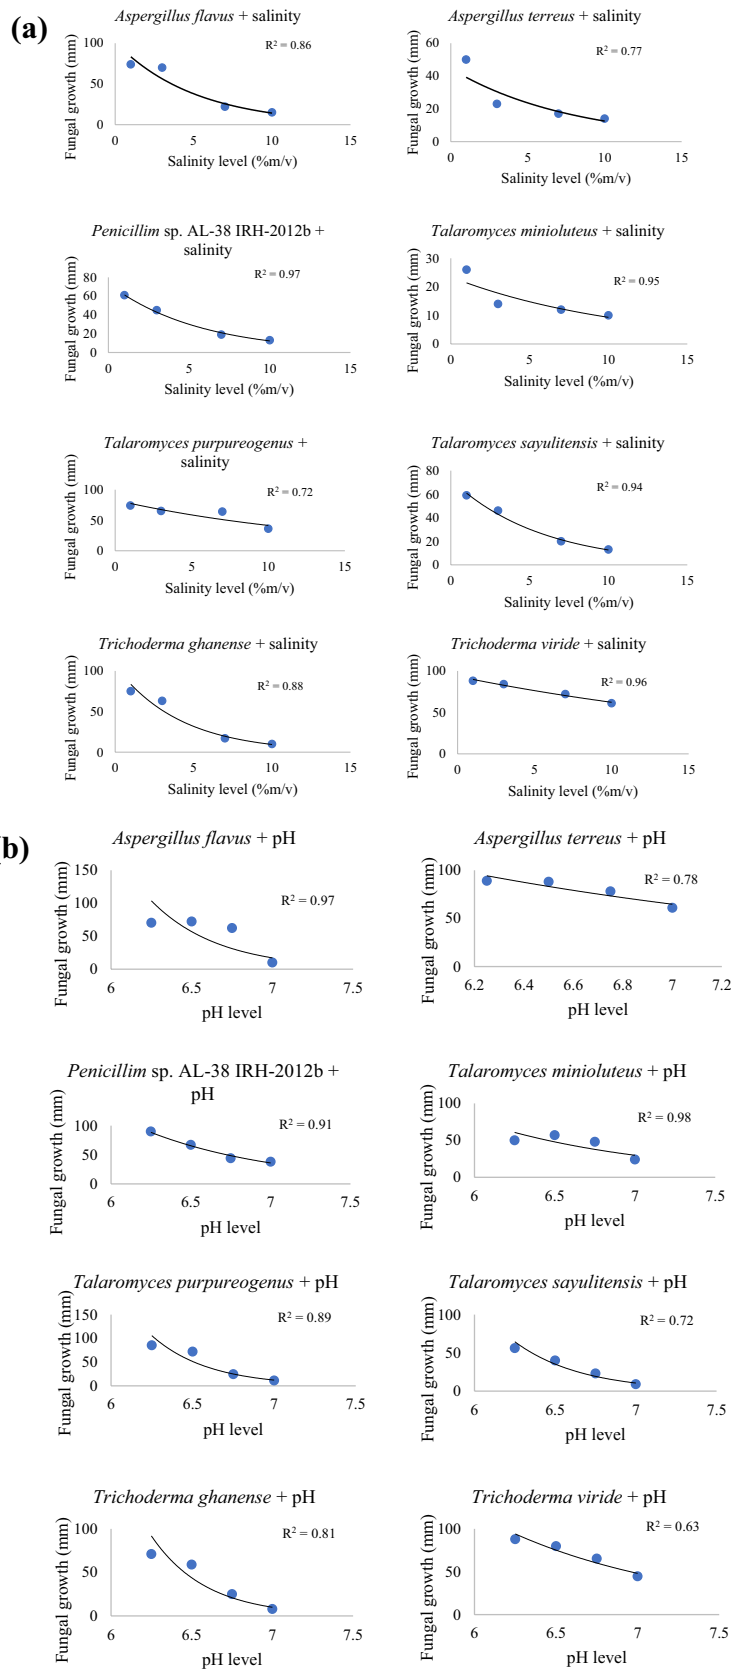 (a)
Aspergillus flavus + salinity
R² = 0.86
Fungal growth (mm)
100
50
0
0 5 10 15
Salinity level (%m/v)
Aspergillus terreus + salinity
R² = 0.77
Fungal growth (mm)
60
40
20
0
0 5 10 15
Salinity level (%m/v)
Penicillim sp. AL-38 IRH-2012b +
salinity
R² = 0.97
Fungal growth (mm)
80
60
40
20
0
0 5 10 15
Salinity level (%m/v)
Talaromyces minioluteus + salinity
R² = 0.95
Fungal growth (mm)
30
20
10
0
0 5 10 15
Salinity level (%m/v)
Talaromyces purpureogenus +
salinity
R² = 0.72
Fungal growth (mm)
100
50
0
0 5 10 15
Salinity level (%m/v)
Talaromyces sayulitensis + salinity
R² = 0.94
Fungal growth (mm)
80
60
40
20
0
0 5 10 15
Salinity level (%m/v)
Trichoderma ghanense + salinity
R² = 0.88
Fungal growth (mm)
100
50
0
0 5 10 15
Salinity level (%m/v)
Trichoderma viride + salinity
R² = 0.96
Fungal growth (mm)
100
50
0
0 5 10 15
Salinity level (%m/v)
b)
Aspergillus flavus + pH
R² = 0.97
Fungal growth (mm)
150
100
50
0
6 6.5 7 7.5
pH level
Aspergillus terreus + pH
R² = 0.78
Fungal growth (mm)
100
50
0
6.2 6.4 6.6 6.8 7 7.2
pH level
Penicillim sp. AL-38 IRH-2012b +
pH
R² = 0.91
Fungal growth (mm)
100
50
0
6 6.5 7 7.5
pH level
Talaromyces minioluteus + pH
R² = 0.98
Fungal growth (mm)
100
50
0
6 6.5 7 7.5
pH level
Talaromyces purpureogenus + pH
R² = 0.89
Fungal growth (mm)
150
100
50
0
6 6.5 7 7.5
pH level
Talaromyces sayulitensis + pH
R² = 0.72
Fungal growth (mm)
100
50
0
6 6.5 7 7.5
pH level
Trichoderma ghanense + pH
R² = 0.81
Fungal growth (mm)
100
50
0
6 6.5 7 7.5
pH level
Trichoderma viride + pH
R² = 0.63
Fungal growth (mm)
100
50
0
6 6.5 7 7.5
pH level